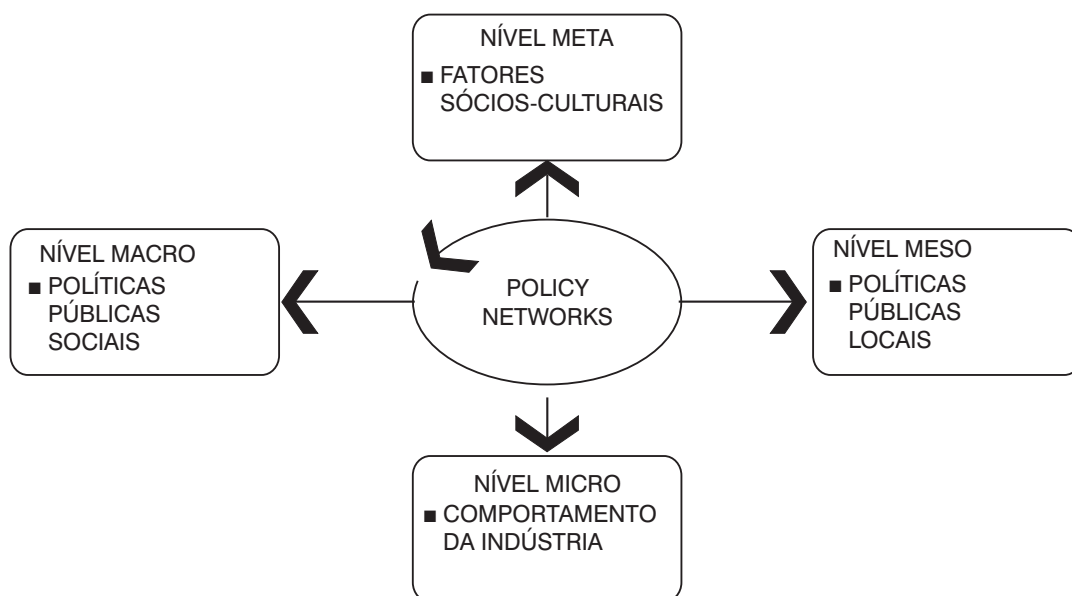 NÍVEL META
■ FATORES
SÓCIOS-CULTURAIS
NÍVEL MACRO
■ POLÍTICAS
PÚBLICAS
SOCIAIS
POLICY
NETWORKS
NÍVEL MESO
■ POLÍTICAS
PÚBLICAS
LOCAIS
NÍVEL MICRO
■ COMPORTAMENTO
DA INDÚSTRIA